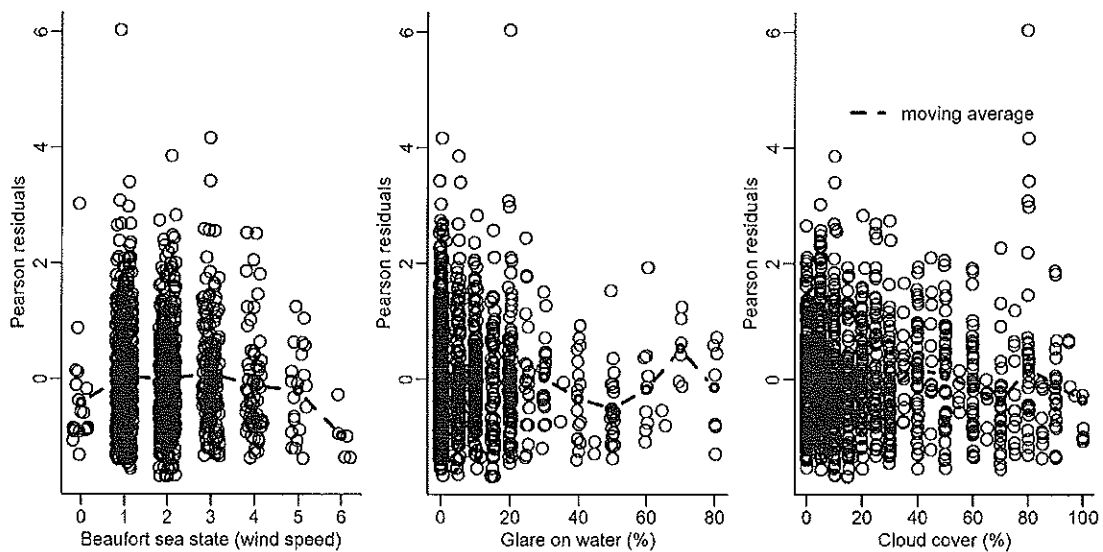 Pearson residuals
6
4
2
0
0 1 2 3 4 5 6
Beaufort sea state (wind speed)
Pearson residuals
6
4
2
0
0 20 40 60 80
Glare on water (%)
Pearson residuals
6
4
2
0
moving average
0 20 40 60 80 100
Cloud cover (%)